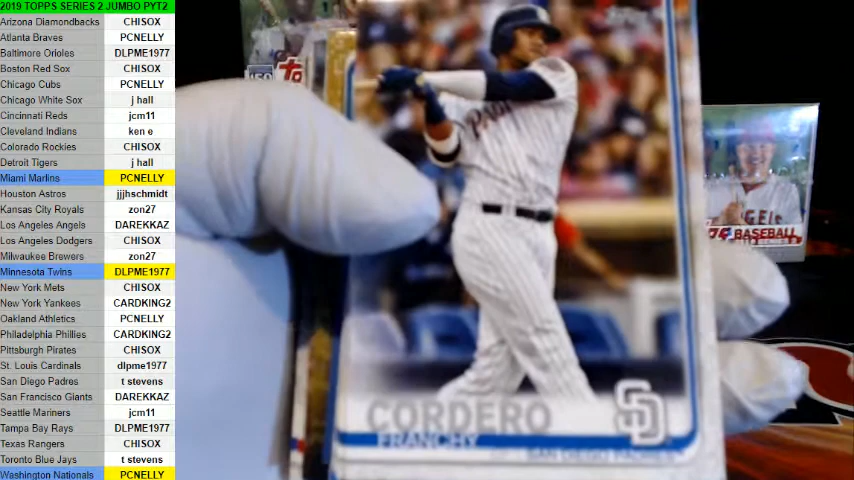 2019 TOPPS SERIES 2 JUMBO PYT2
Arizona Diamondbacks CHISOX
Atlanta Braves PCNELLY
Baltimore Orioles DLPME1977
Boston Red Sox CHISOX
Chicago Cubs PCNELLY
Chicago White Sox j hall
Cincinnati Reds jcm11
Cleveland Indians ken e
Colorado Rockies CHISOX
Detroit Tigers j hall
Miami Marlins PCNELLY
Houston Astros jjjhschmidt
Kansas City Royals zon27
Los Angeles Angels DAREKKAZ
Los Angeles Dodgers CHISOX
Milwaukee Brewers zon27
Minnesota Twins DLPME1977
New York Mets CHISOX
New York Yankees CARDKING2
Oakland Athletics PCNELLY
Philadelphia Phillies CARDKING2
Pittsburgh Pirates CHISOX
St. Louis Cardinals dlpme1977
San Diego Padres t stevens
San Francisco Giants DAREKKAZ
Seattle Mariners jcm11
Tampa Bay Rays DLPME1977
Texas Rangers CHISOX
Toronto Blue Jays t stevens
Washington Nationals PCNELLY
CORDERO
FRANCHY
SAN DIEGO PADRES
SD
ANGELS
BASEBALL